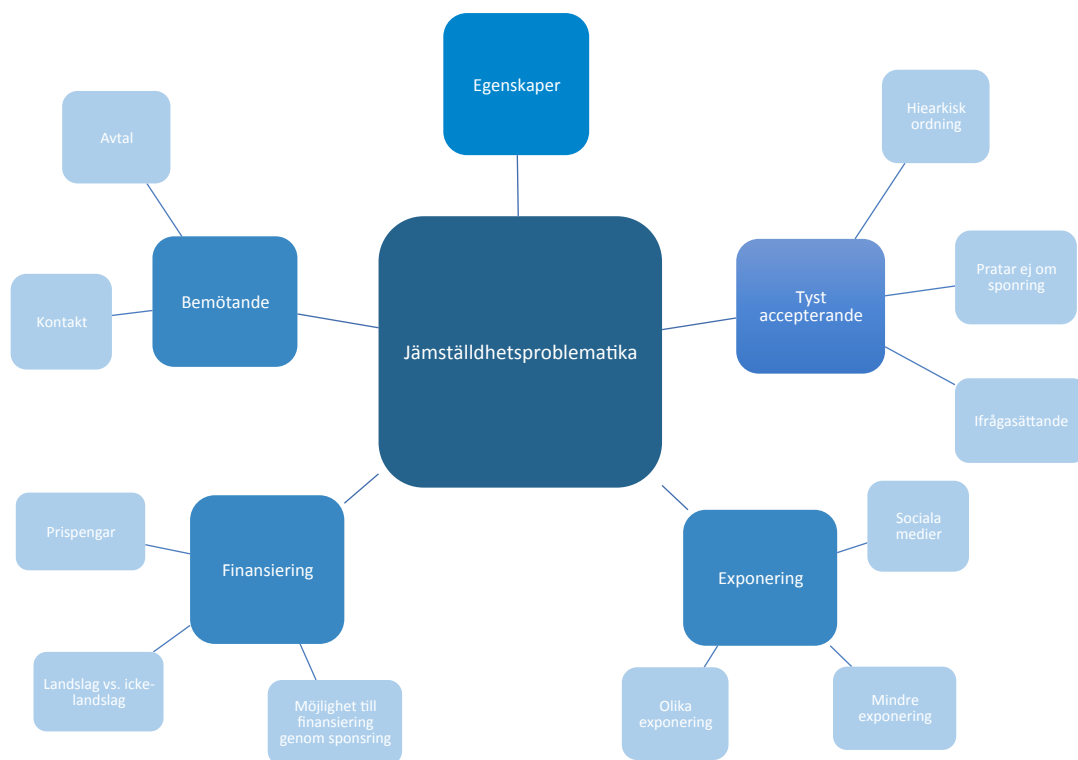 Egenskaper
Hiearkisk
ordning
Avtal
Bemötande
Kontakt
Jämställdhetsproblematika
Tyst
accepterande
Pratar ej om
sponring
Ifrågasättande
Prispengar
Finansiering
Landslag vs. icke-
landslag
Möjlighet till
finansiering
genom sponsring
Sociala
medier
Exponering
Olika
exponering
Mindre
exponering